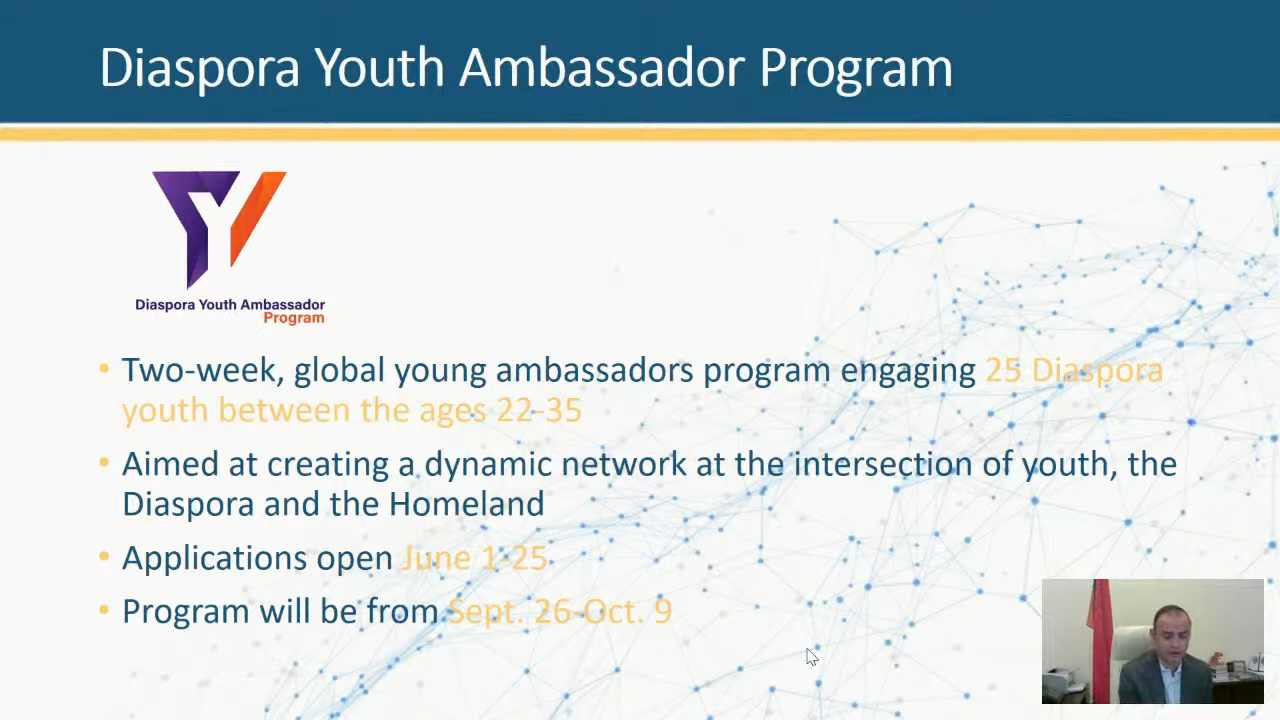 Diaspora Youth Ambassador Program
Diaspora Youth Ambassador
Program
• Two-week, global young ambassadors program engaging 25 Diaspora
youth between the ages 22-35
• Aimed at creating a dynamic network at the intersection of youth, the
Diaspora and the Homeland
• Applications open June 1-25
• Program will be from Sept. 26-Oct. 9